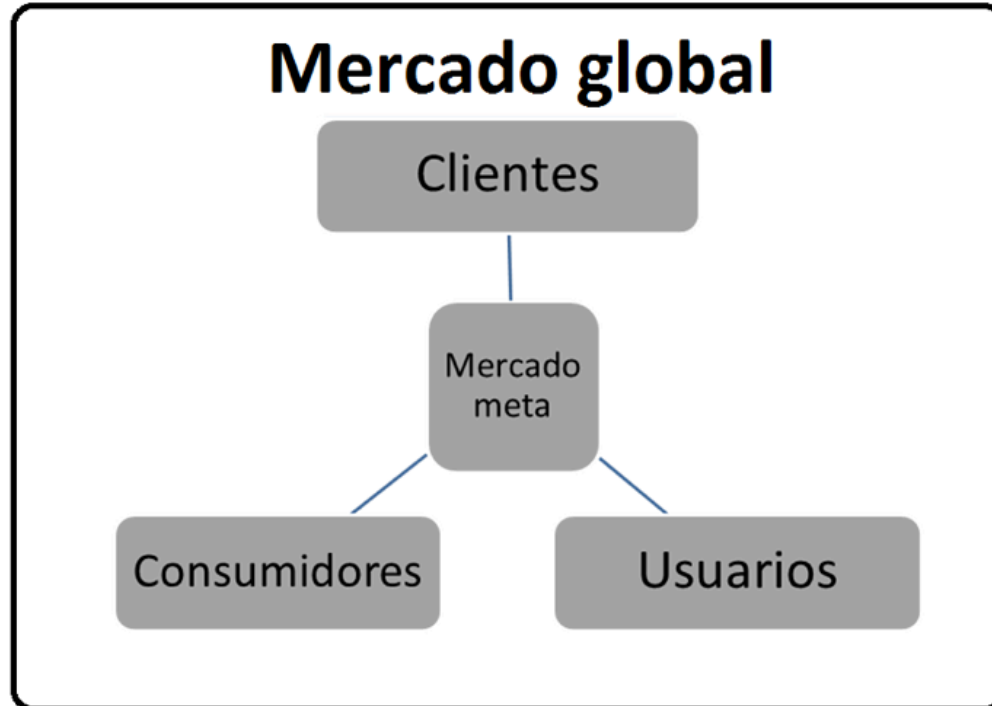 Mercado global
Clientes
Mercado
meta
Consumidores
Usuarios